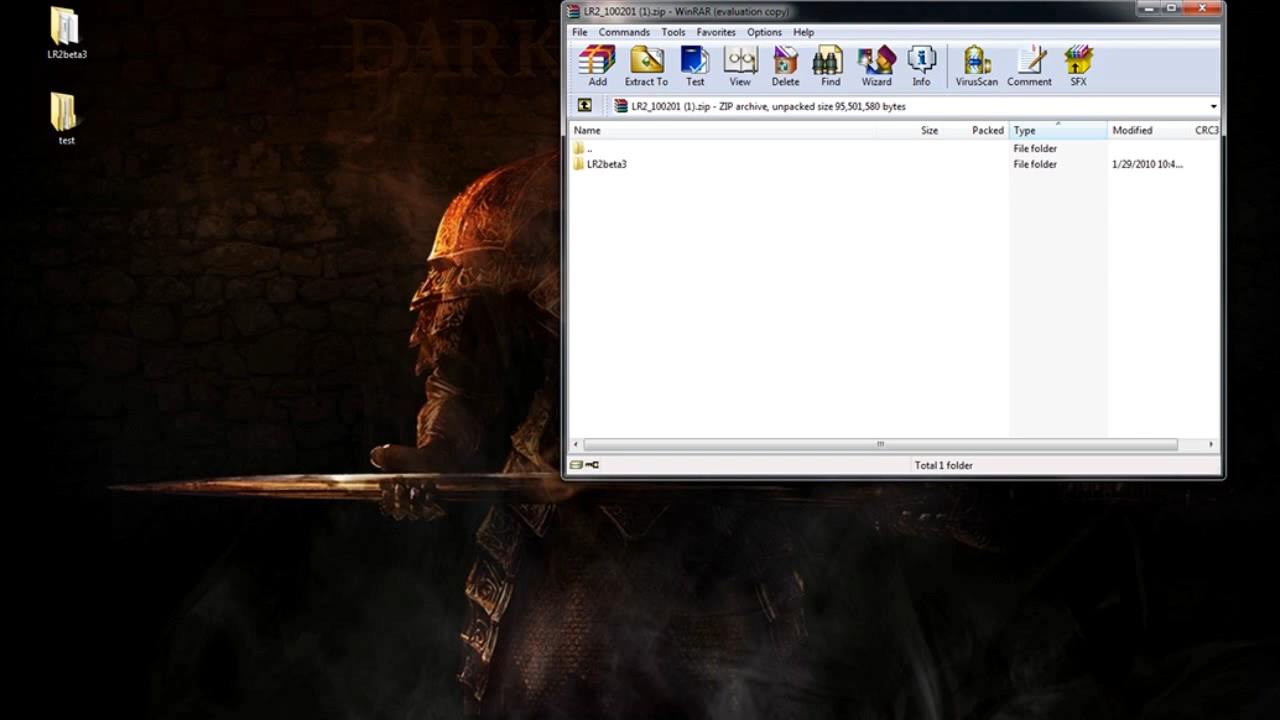 LR2beta3
test
DARK
LR2_100201 (1).zip - WinRAR (evaluation copy)
File Commands Tools Favorites Options Help
Add Extract To Test View Delete Find Wizard Info VirusScan Comment SFX
LR2_100201 (1).zip - ZIP archive, unpacked size 95,501,580 bytes
Name Size Packed Type Modified CRC3
.. File folder
LR2beta3 File folder 1/29/2010 10:4...
Total 1 folder